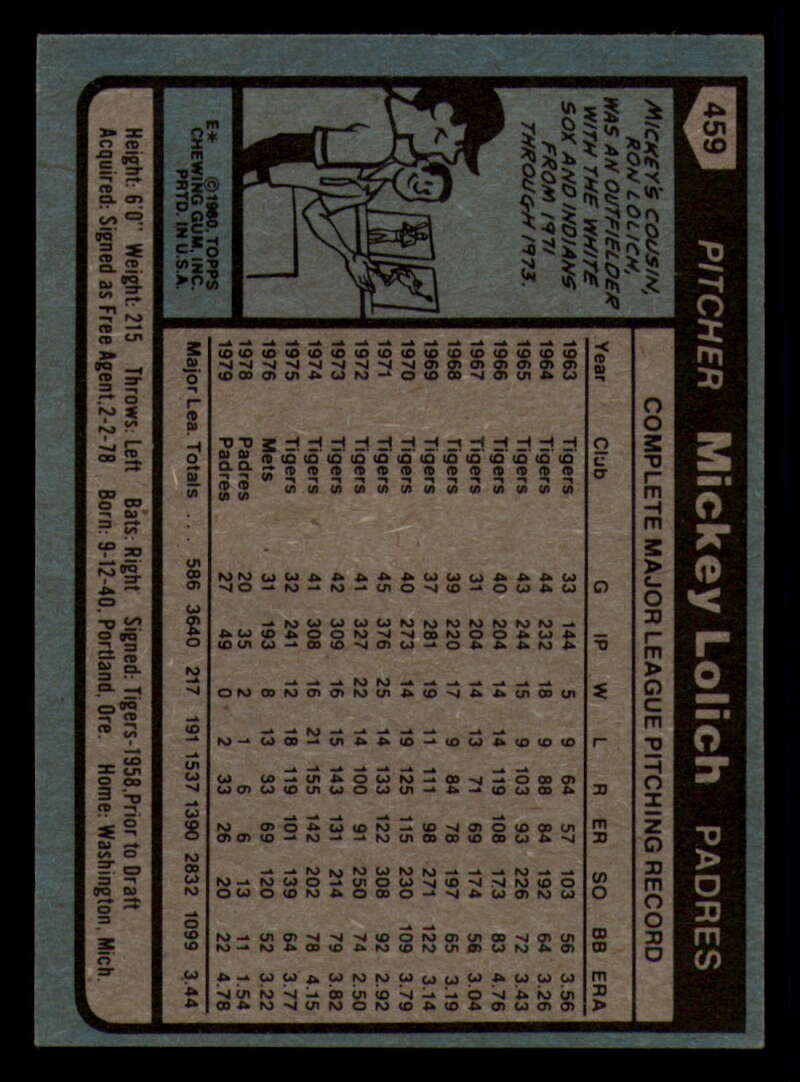 459
PITCHER Mickey Lolich PADRES
MICKEY'S COUSIN,
RON LOLICH,
WAS AN OUTFIELDER
WITH THE WHITE
SOX AND INDIANS
FROM 1971
THROUGH 1973.
E* ©1980 TOPPS
CHEWING GUM, INC.
PRTD. IN U.S.A.
COMPLETE MAJOR LEAGUE PITCHING RECORD
Year Club G IP W L R ER SO BB ERA
1963 Tigers 33 144 5 9 64 57 103 56 3.56
1964 Tigers 44 232 18 9 88 84 192 64 3.26
1965 Tigers 43 244 15 9 103 93 226 72 3.43
1966 Tigers 40 204 14 14 119 108 173 83 4.76
1967 Tigers 31 204 14 13 71 69 174 56 3.04
1968 Tigers 39 220 17 9 84 78 197 65 3.19
1969 Tigers 37 281 19 11 111 98 271 122 3.14
1970 Tigers 40 273 14 19 125 115 230 109 3.79
1971 Tigers 45 376 25 14 133 122 308 92 2.92
1972 Tigers 41 327 22 14 100 91 250 74 2.50
1973 Tigers 42 309 16 15 143 131 214 79 3.82
1974 Tigers 41 308 16 21 155 142 202 78 4.15
1975 Tigers 32 241 12 18 119 101 139 64 3.77
1976 Mets 31 193 8 13 83 69 120 52 3.22
1978 Padres 20 35 2 1 6 6 13 11 1.54
1979 Padres 27 49 0 2 33 26 20 22 4.78
Major Lea. Totals . . . 586 3640 217 191 1537 1390 2832 1099 3.44
Height: 6'0" Weight: 215 Throws: Left Bats: Right Signed: Tigers-1958, Prior to Draft
Acquired: Signed as Free Agent, 2-2-78 Born: 9-12-40, Portland, Ore. Home: Washington, Mich.